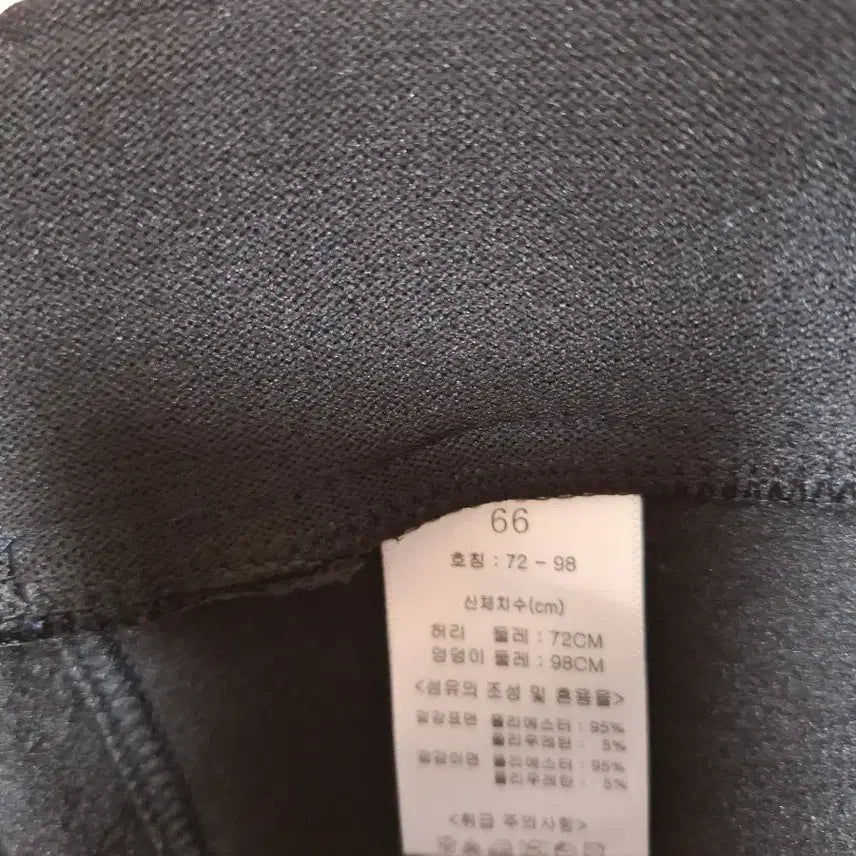 66
호칭 : 72 - 98
신체치수(cm)
허리 둘레 : 72CM
엉덩이 둘레 : 98CM
<섬유의 조성 및 혼용율>
겉감표면 폴리에스터 : 95%
폴리우레탄 : 5%
겉감이면 폴리에스터 : 95%
폴리우레탄 : 5%
<취급 주의사항>